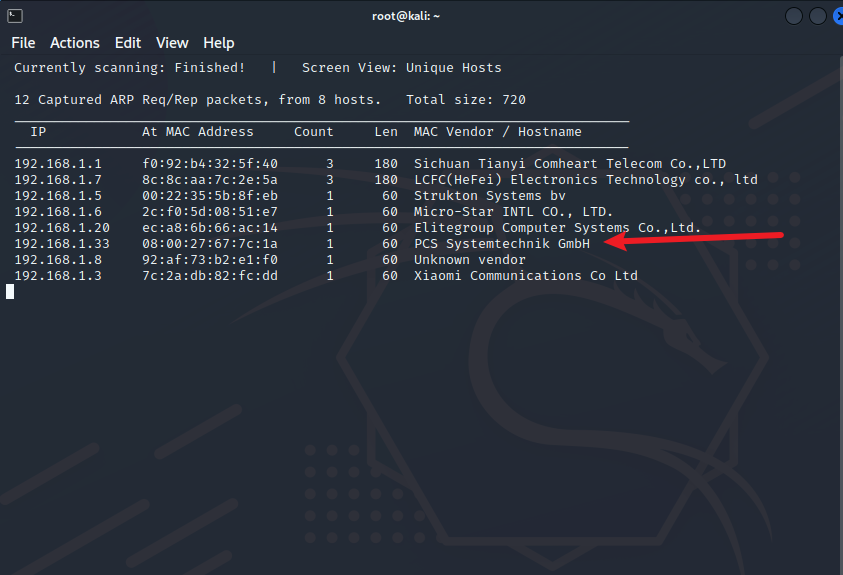 root@kali: ~
File Actions Edit View Help
Currently scanning: Finished! | Screen View: Unique Hosts
12 Captured ARP Req/Rep packets, from 8 hosts. Total size: 720
IP At MAC Address Count Len MAC Vendor / Hostname
192.168.1.1 f0:92:b4:32:5f:40 3 180 Sichuan Tianyi Comheart Telecom Co.,LTD
192.168.1.7 8c:8c:aa:7c:2e:5a 3 180 LCFC(HeFei) Electronics Technology co., ltd
192.168.1.5 00:22:35:5b:8f:eb 1 60 Strukton Systems bv
192.168.1.6 2c:f0:5d:08:51:e7 1 60 Micro-Star INTL CO., LTD.
192.168.1.20 ec:a8:6b:66:ac:14 1 60 Elitegroup Computer Systems Co.,Ltd.
192.168.1.33 08:00:27:67:7c:1a 1 60 PCS Systemtechnik GmbH
192.168.1.8 92:af:73:b2:e1:f0 1 60 Unknown vendor
192.168.1.3 7c:2a:db:82:fc:dd 1 60 Xiaomi Communications Co Ltd